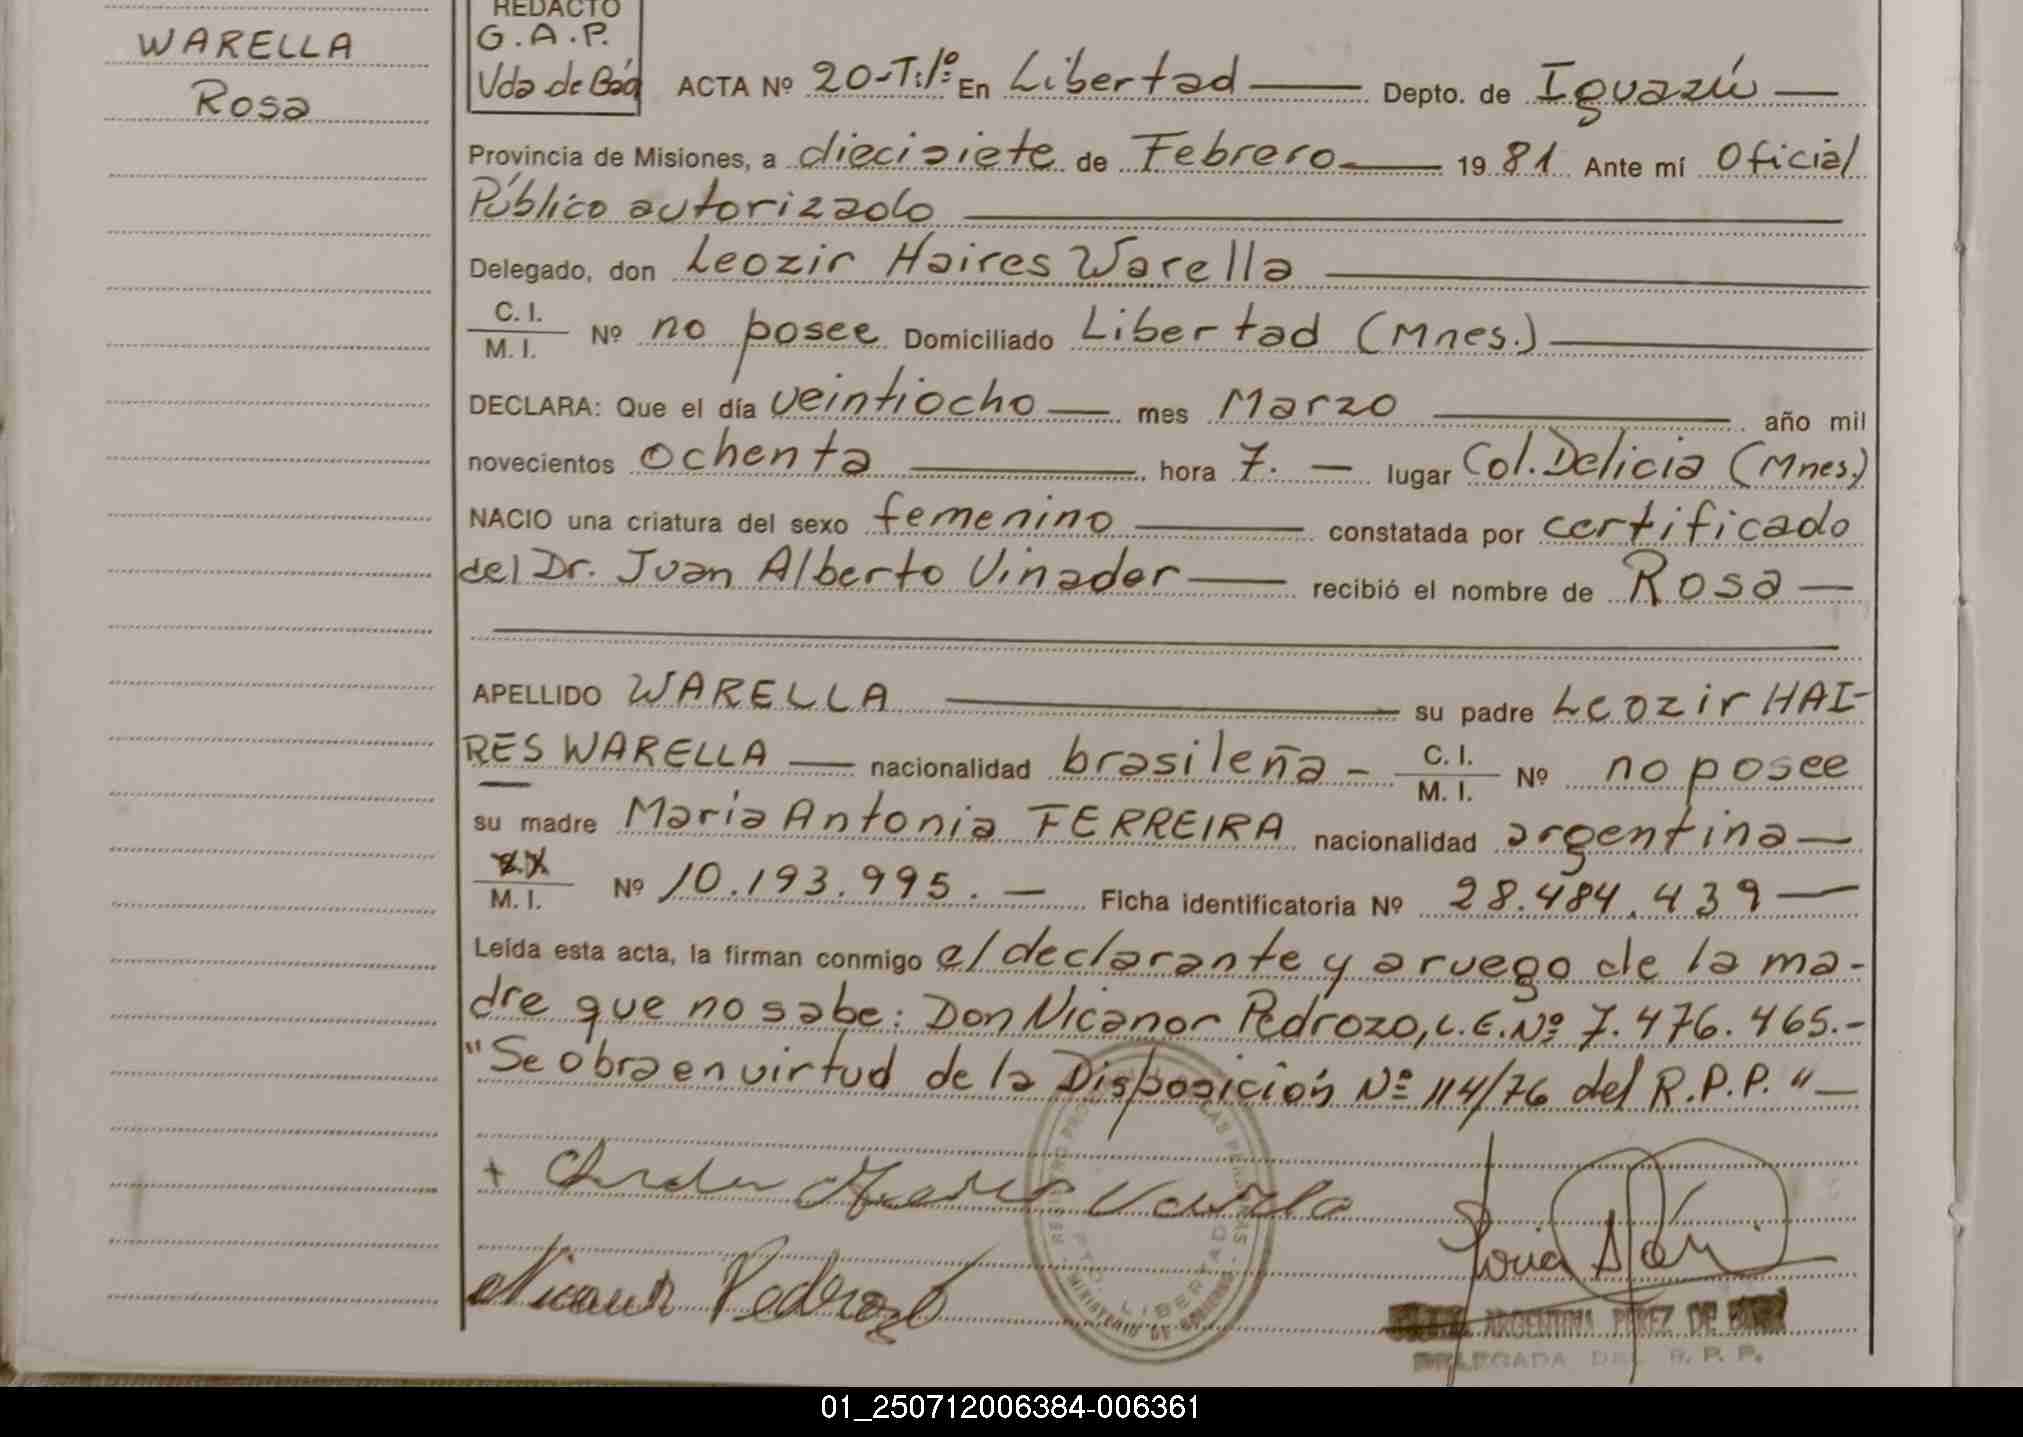 WARELLA
Rosa
REDACTO
G.A.P.
Vda de Báa
ACTA Nº 20-T:1º En Libertad Depto. de Iguazú
Provincia de Misiones, a diecisiete de Febrero 1981 Ante mí Oficial
Público autorizado
Delegado, don Leozir Haires Warella
C. I.
M. I. Nº no posee Domiciliado Libertad (Mnes.)
DECLARA: Que el día veintiocho mes Marzo año mil
novecientos ochenta, hora 7. lugar Col. Delicia (Mnes.)
NACIO una criatura del sexo femenino constatada por certificado
del Dr. Juan Alberto Vinader recibió el nombre de Rosa
APELLIDO WARELLA su padre Leozir HAI-
RES WARELLA nacionalidad brasileña - C. I. M. I. Nº no posee
su madre María Antonia FERREIRA nacionalidad argentina
M. I. Nº 10.193.995. Ficha identificatoria Nº 28.484.439
Leída esta acta, la firman conmigo el declarante y a ruego de la ma-
dre que no sabe: Don Nicanor Pedrozo, L.E. Nº 7.476.465.-
"Se obra en virtud de la Disposición Nº 114/76 del R.P.P."
Nicanor Pedrozo
LIBERTAD
MINISTERIO DE GOBIERNO
ARGENTINA PEREZ DE
DELEGADA DEL R. P. P.
01_250712006384-006361